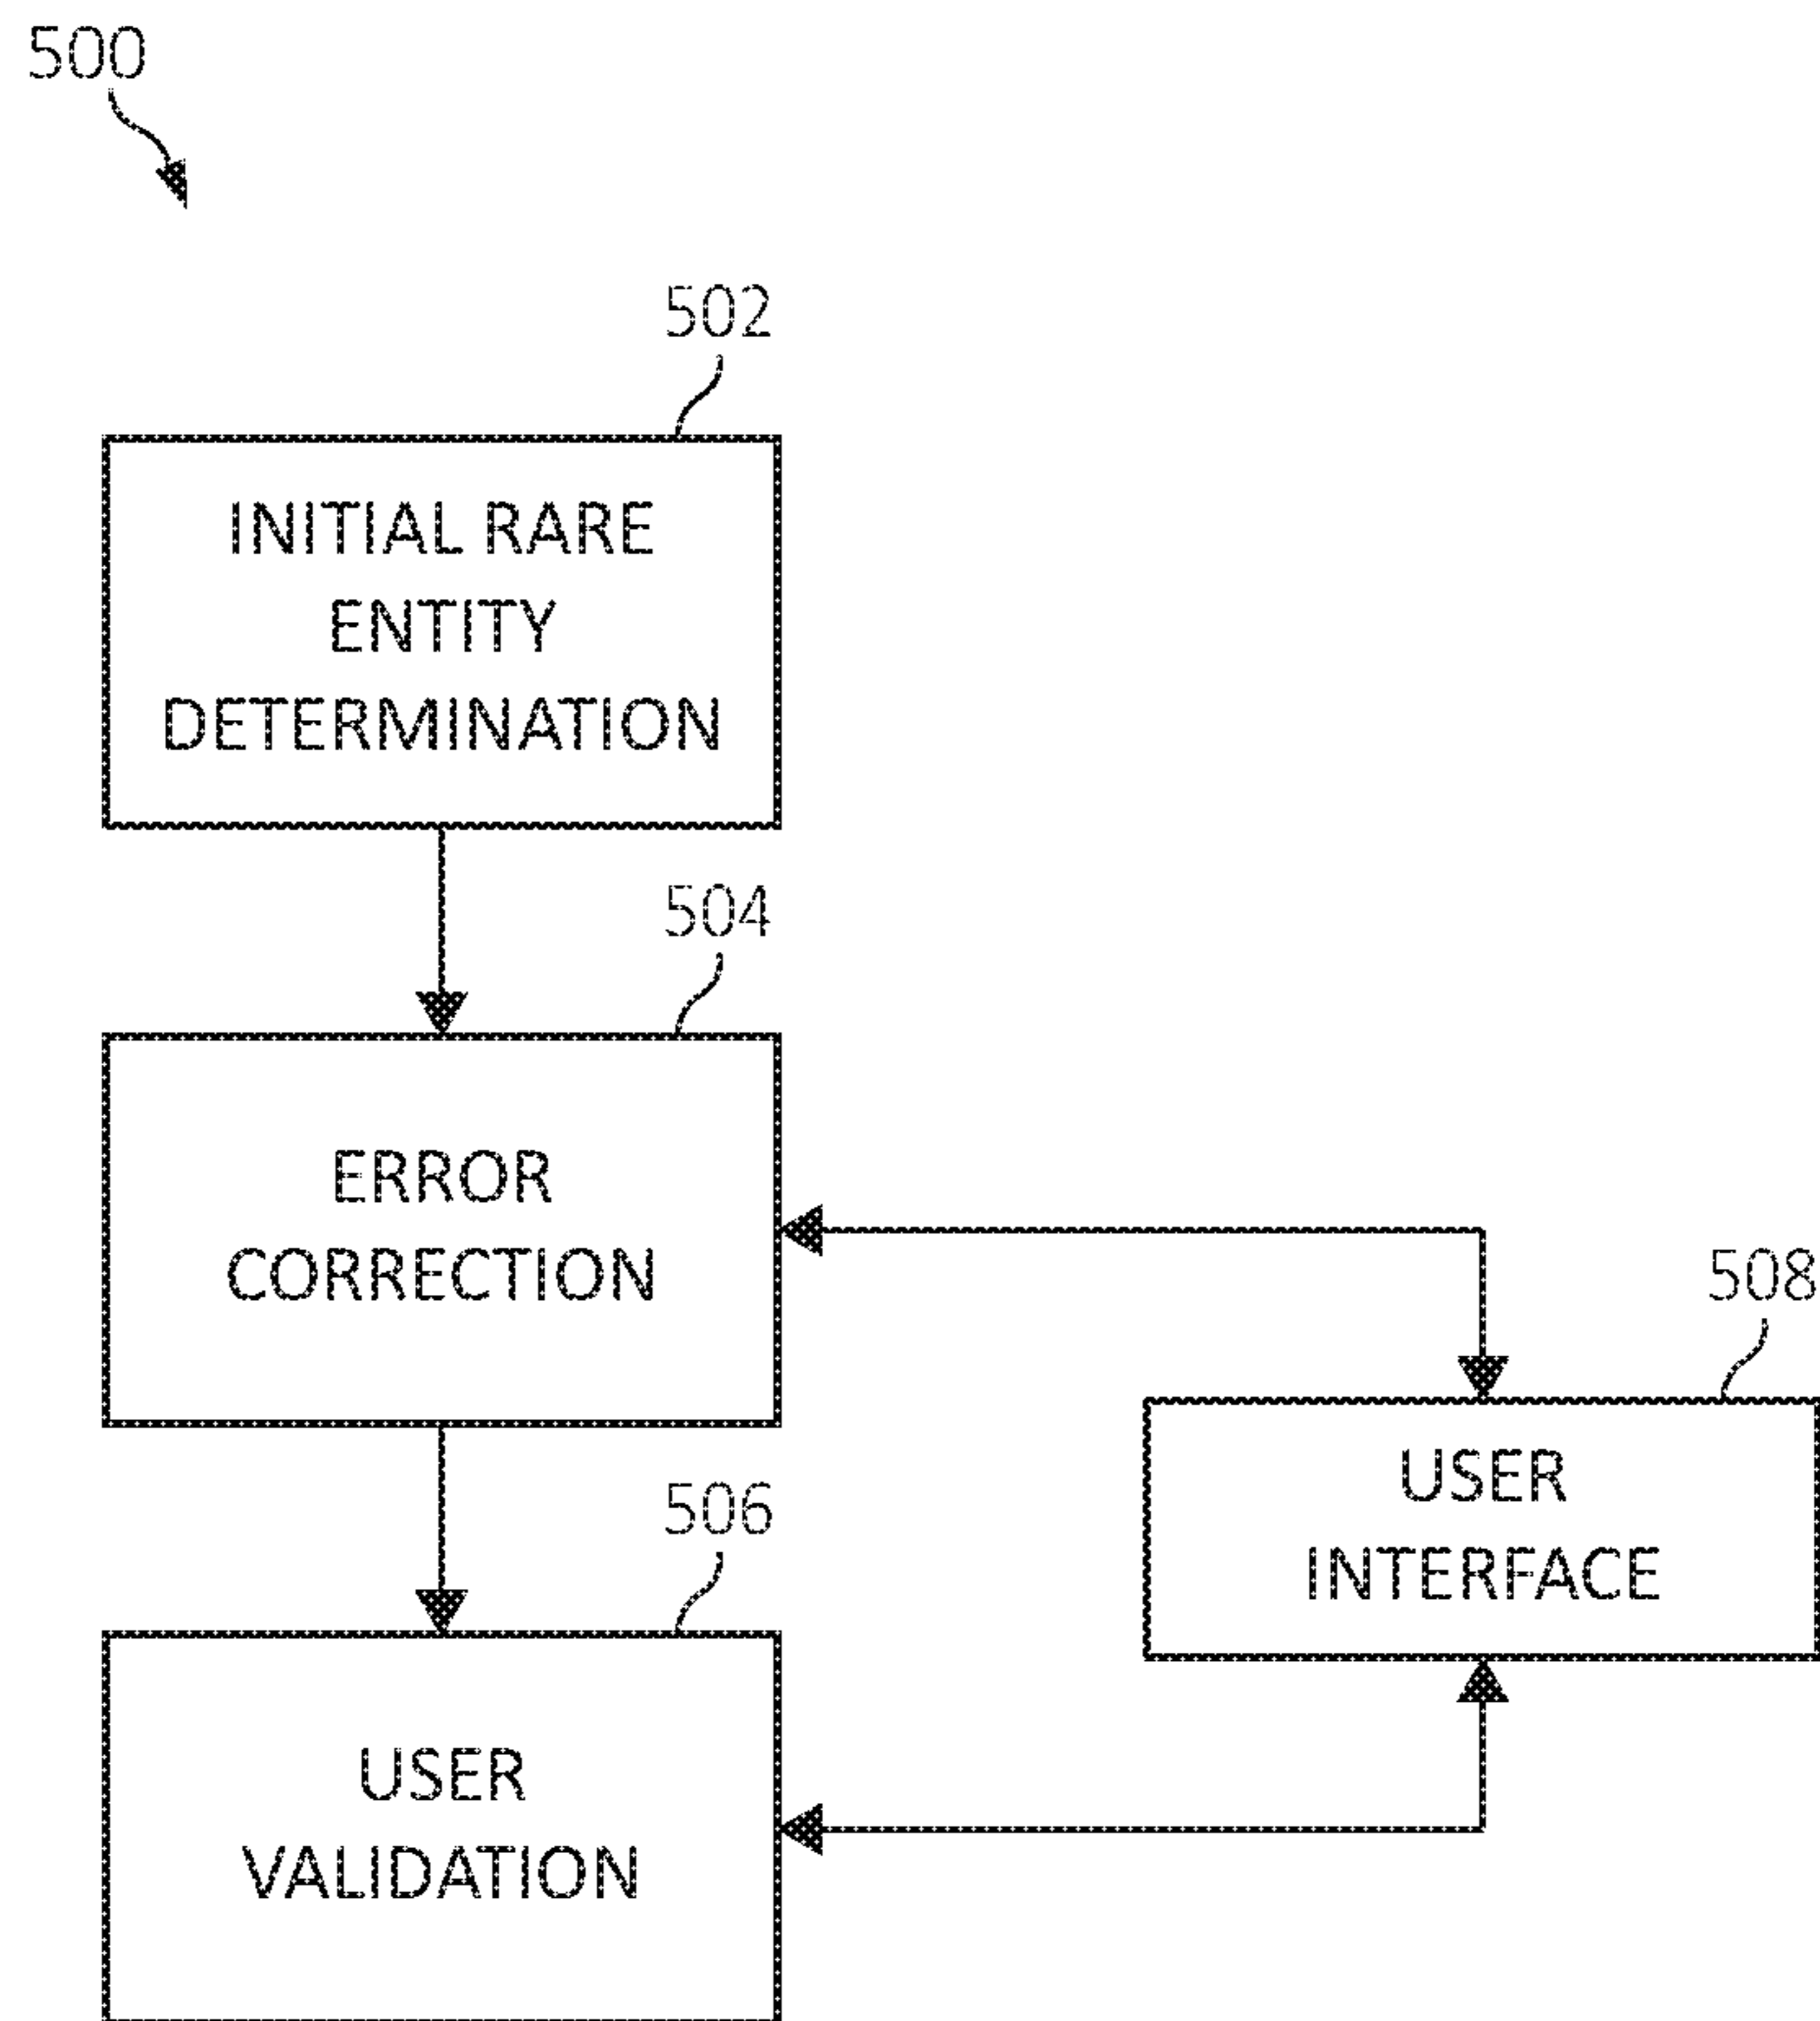 500
502
INITIAL RARE
ENTITY
DETERMINATION
504
ERROR
CORRECTION
508
USER
INTERFACE
506
USER
VALIDATION